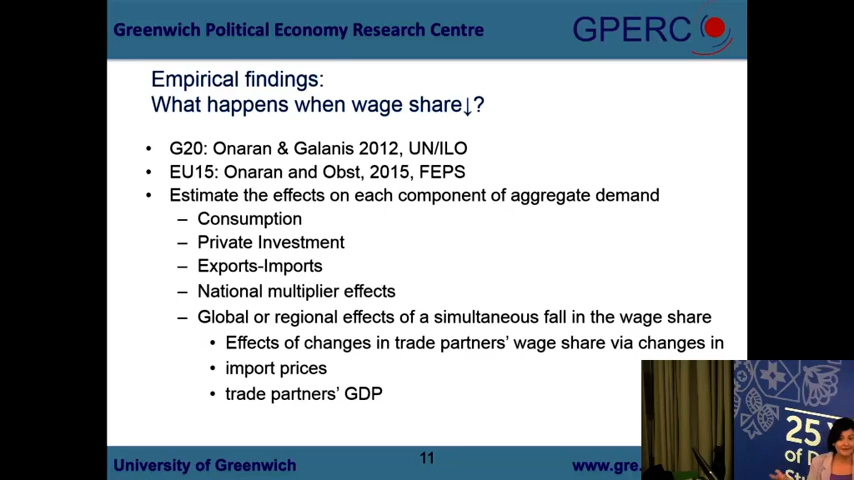 Greenwich Political Economy Research Centre
GPERC
Empirical findings:
What happens when wage share↓?
• G20: Onaran & Galanis 2012, UN/ILO
• EU15: Onaran and Obst, 2015, FEPS
• Estimate the effects on each component of aggregate demand
– Consumption
– Private Investment
– Exports-Imports
– National multiplier effects
– Global or regional effects of a simultaneous fall in the wage share
• Effects of changes in trade partners' wage share via changes in
• import prices
• trade partners' GDP
25
of
University of Greenwich
11
www.gre.